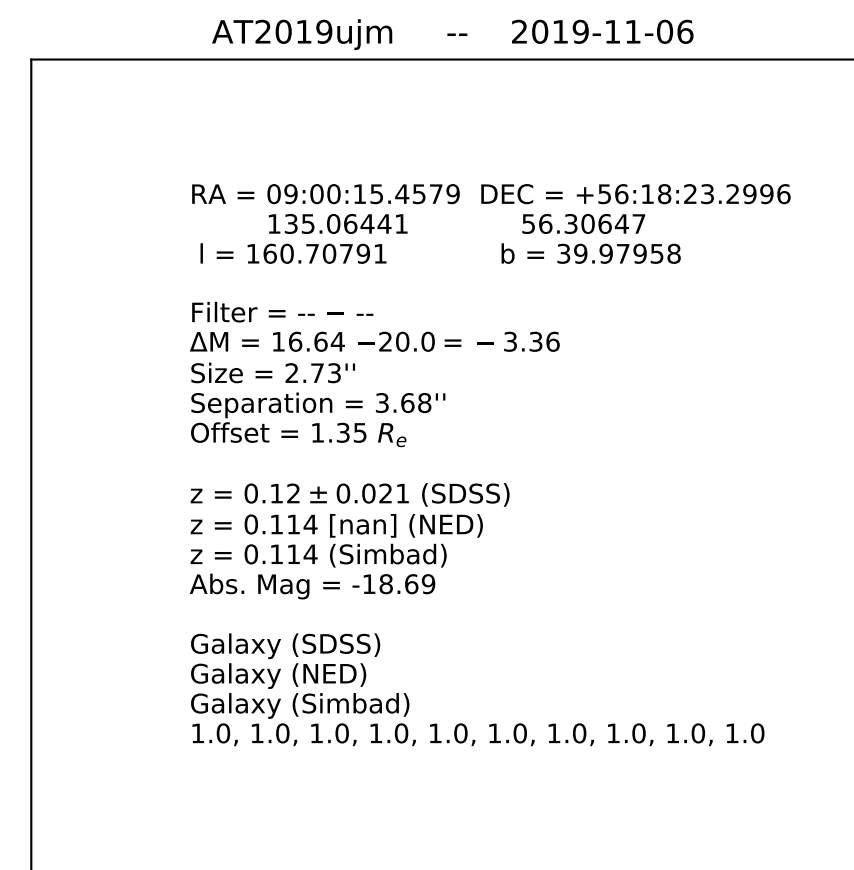 AT2019ujm -- 2019-11-06
RA = 09:00:15.4579 DEC = +56:18:23.2996
135.06441 56.30647
l = 160.70791 b = 39.97958
Filter = -- − --
ΔM = 16.64 −20.0 = − 3.36
Size = 2.73''
Separation = 3.68''
Offset = 1.35 Re
z = 0.12 ± 0.021 (SDSS)
z = 0.114 [nan] (NED)
z = 0.114 (Simbad)
Abs. Mag = -18.69
Galaxy (SDSS)
Galaxy (NED)
Galaxy (Simbad)
1.0, 1.0, 1.0, 1.0, 1.0, 1.0, 1.0, 1.0, 1.0, 1.0